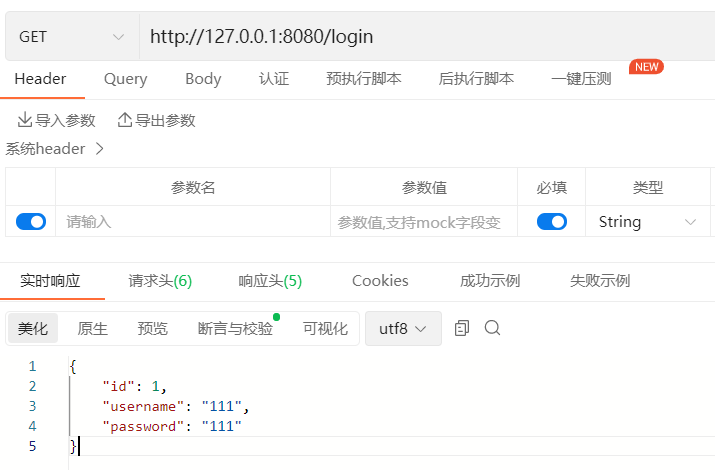 GET http://127.0.0.1:8080/login
Header Query Body 认证 预执行脚本 后执行脚本 一键压测 NEW
导入参数 导出参数
系统header
参数名 参数值 必填 类型
请输入 参数值,支持mock字段变 String
实时响应 请求头(6) 响应头(5) Cookies 成功示例 失败示例
美化 原生 预览 断言与校验 可视化 utf8
1 {
2 "id": 1,
3 "username": "111",
4 "password": "111"
5 }